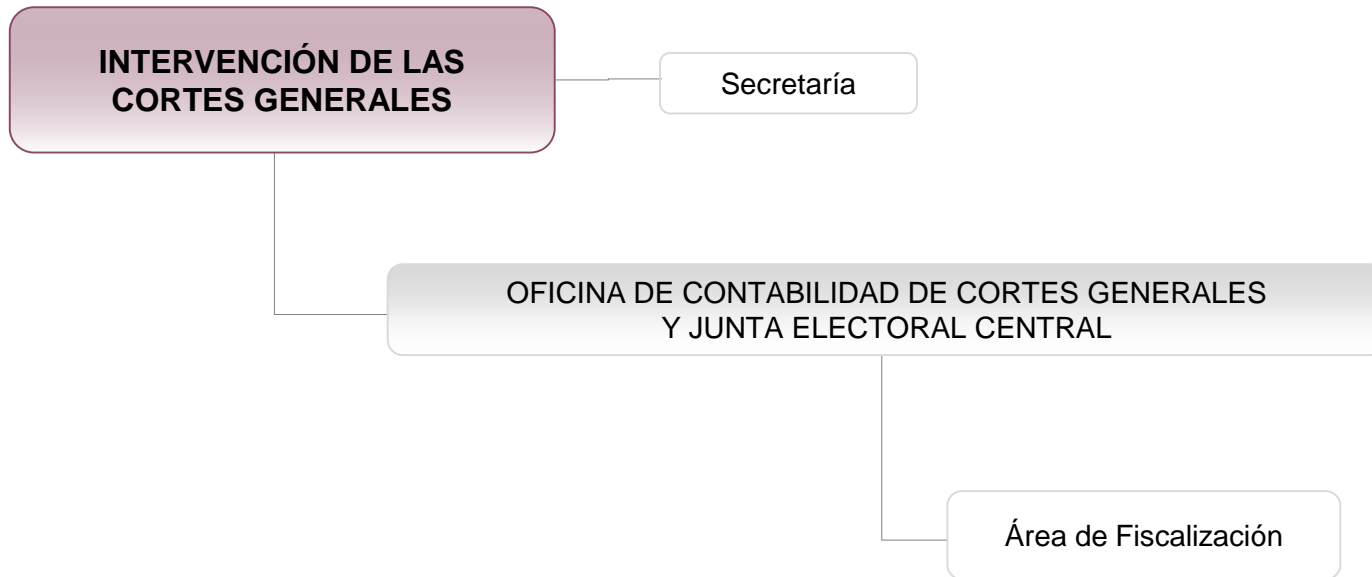 INTERVENCIÓN DE LAS
CORTES GENERALES
Secretaría
OFICINA DE CONTABILIDAD DE CORTES GENERALES
Y JUNTA ELECTORAL CENTRAL
Área de Fiscalización